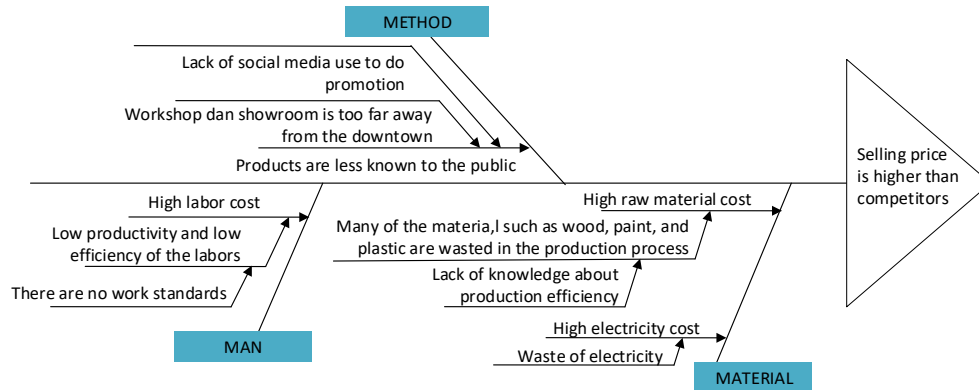 METHOD
Lack of social media use to do
promotion
Workshop dan showroom is too far away
from the downtown
Products are less known to the public
Selling price
is higher than
competitors
High labor cost
Low productivity and low
efficiency of the labors
There are no work standards
MAN
High raw material cost
Many of the materia,l such as wood, paint, and
plastic are wasted in the production process
Lack of knowledge about
production efficiency
High electricity cost
Waste of electricity
MATERIAL